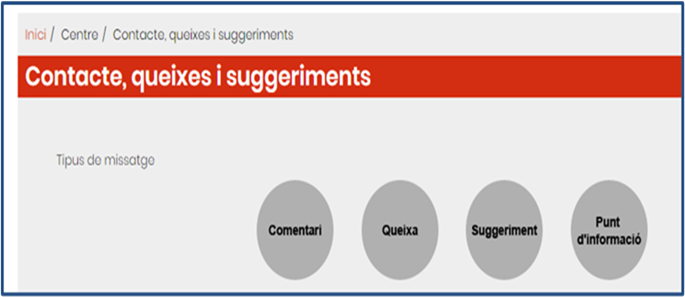 Inici / Centre / Contacte, queixes i suggeriments
Contacte, queixes i suggeriments
Tipus de missatge
Comentari
Queixa
Suggeriment
Punt
d'informació